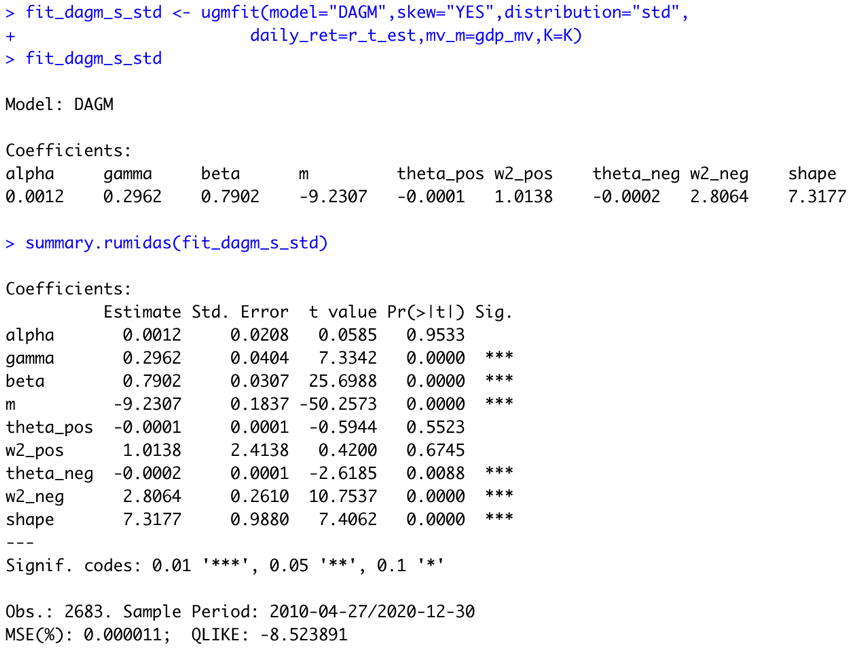 > fit_dagm_s_std <- ugmfit(model="DAGM",skew="YES",distribution="std",
+                         daily_ret=r_t_est,mv_m=gdp_mv,K=K)
> fit_dagm_s_std
Model: DAGM
Coefficients:
alpha     gamma     beta      m         theta_pos w2_pos    theta_neg w2_neg    shape
0.0012    0.2962    0.7902    -9.2307   -0.0001   1.0138    -0.0002   2.8064    7.3177
> summary.rumidas(fit_dagm_s_std)
Coefficients:
          Estimate Std. Error  t value Pr(>|t|) Sig.
alpha       0.0012     0.0208   0.0585   0.9533
gamma       0.2962     0.0404   7.3342   0.0000  ***
beta        0.7902     0.0307  25.6988   0.0000  ***
m          -9.2307     0.1837 -50.2573   0.0000  ***
theta_pos  -0.0001     0.0001  -0.5944   0.5523
w2_pos      1.0138     2.4138   0.4200   0.6745
theta_neg  -0.0002     0.0001  -2.6185   0.0088  ***
w2_neg      2.8064     0.2610  10.7537   0.0000  ***
shape       7.3177     0.9880   7.4062   0.0000  ***
---
Signif. codes: 0.01 '***', 0.05 '**', 0.1 '*'
Obs.: 2683. Sample Period: 2010-04-27/2020-12-30
MSE(%): 0.000011;  QLIKE: -8.523891